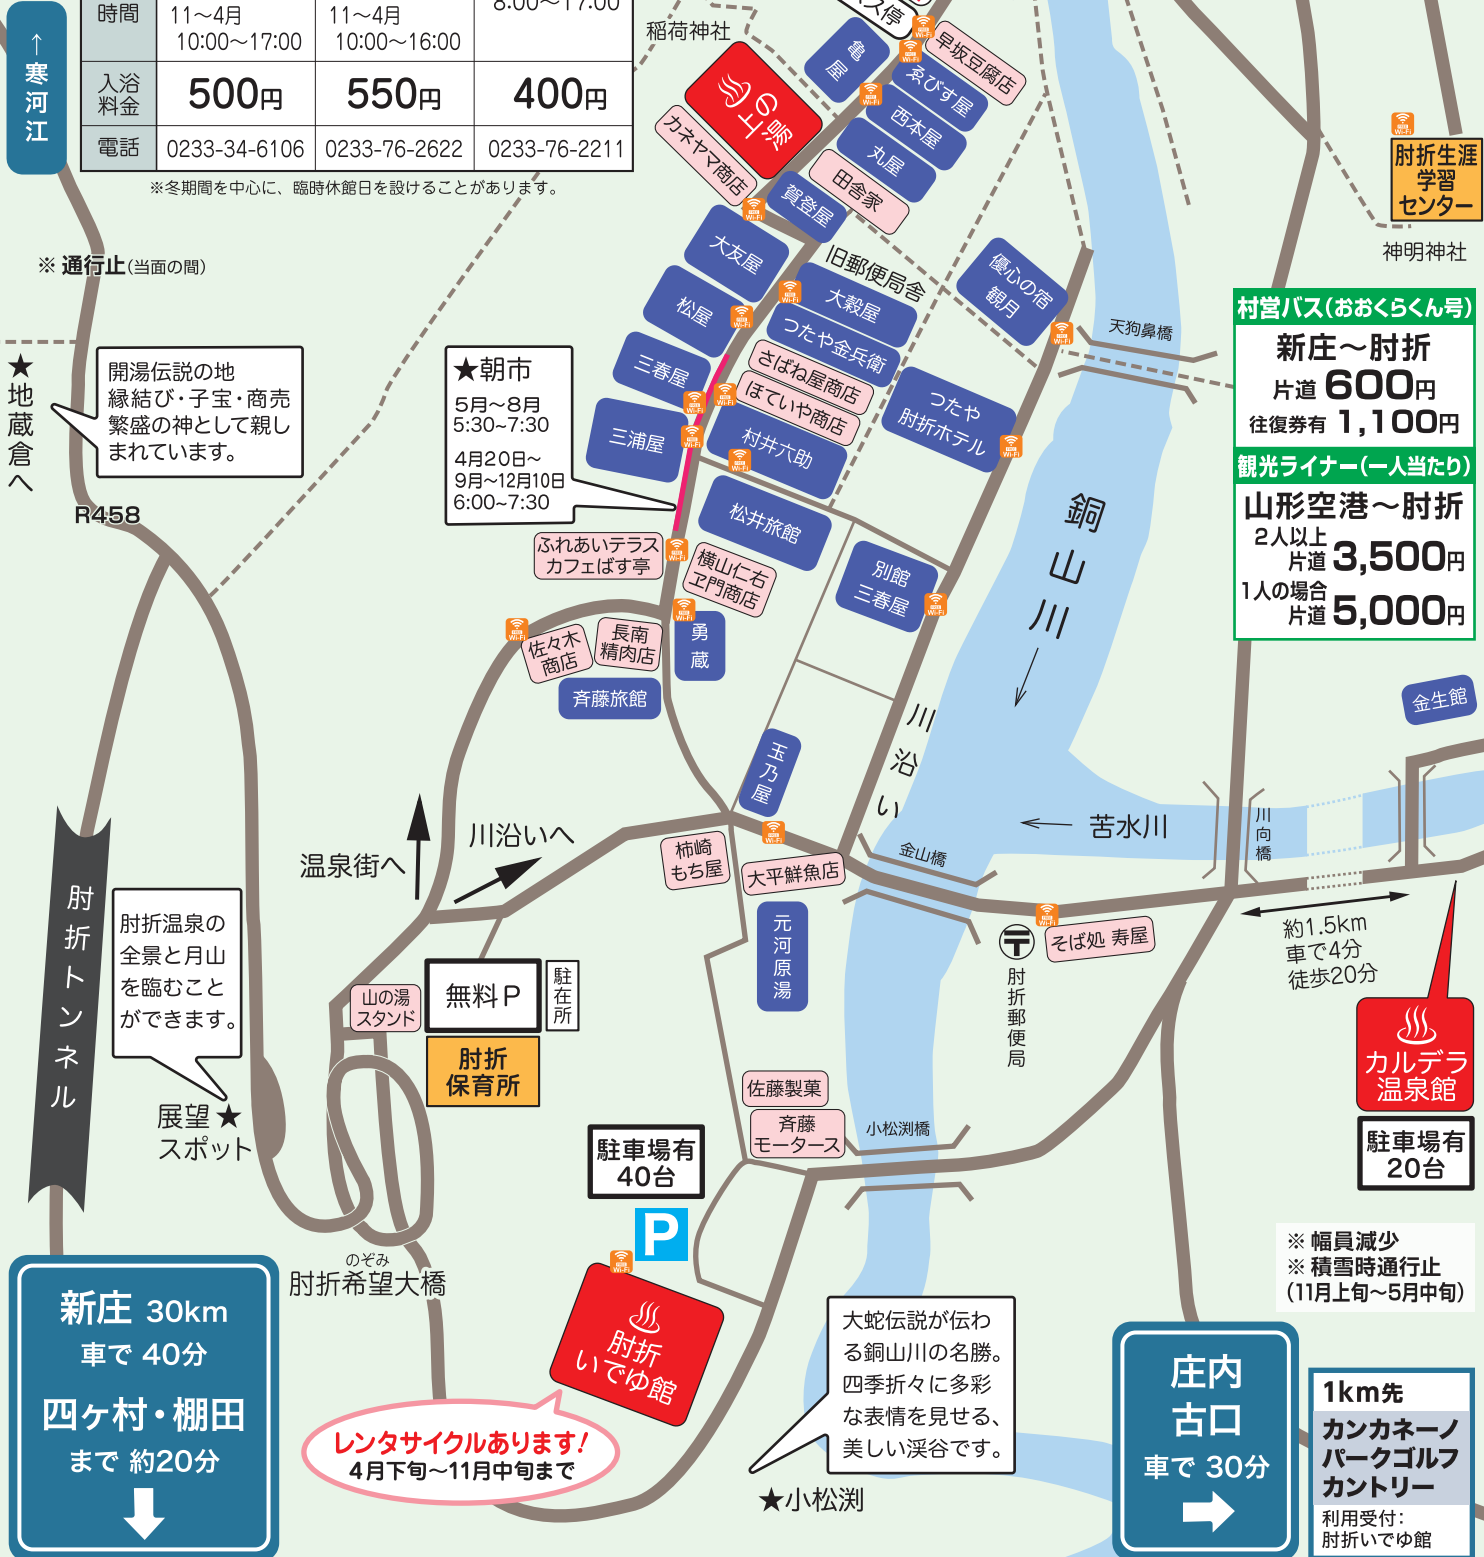 ↑寒河江
時間
11～4月
10:00～17:00
11～4月
10:00～16:00
8:00～17:00
入浴料金
500円
550円
400円
電話
0233-34-6106
0233-76-2622
0233-76-2211
※冬期間を中心に、臨時休館日を設けることがあります。
※通行止(当面の間)
★地蔵倉へ
開湯伝説の地
縁結び・子宝・商売
繁盛の神として親し
まれています。
R458
稲荷神社
バス停
上の湯
カネヤマ商店
亀屋
早坂豆腐店
ゑびす屋
西本屋
丸屋
田舎家
賀登屋
大友屋
旧郵便局舎
松屋
大穀屋
つたや金兵衛
さばね屋商店
ほていや商店
三春屋
三浦屋
村井六助
優心の宿
観月
つたや
肘折ホテル
天狗鼻橋
★朝市
5月～8月
5:30～7:30
4月20日～
9月～12月10日
6:00～7:30
松井旅館
ふれあいテラス
カフェばす亭
横山仁右
ヱ門商店
別館
三春屋
佐々木
商店
長南
精肉店
勇蔵
斉藤旅館
玉乃屋
銅山川
川沿い
肘折生涯
学習
センター
神明神社
村営バス(おおくらくん号)
新庄～肘折
片道 600円
往復券有 1,100円
観光ライナー(一人当たり)
山形空港～肘折
2人以上
片道 3,500円
1人の場合
片道 5,000円
金生館
苦水川
川向橋
金山橋
温泉街へ
川沿いへ
柿崎
もち屋
大平鮮魚店
元河原湯
そば処 寿屋
肘折郵便局
約1.5km
車で4分
徒歩20分
カルデラ
温泉館
駐車場有
20台
肘折トンネル
肘折温泉の
全景と月山
を臨むこと
ができます。
展望★
スポット
山の湯
スタンド
無料P
駐在所
肘折
保育所
佐藤製菓
斉藤
モータース
小松渕橋
駐車場有
40台
P
肘折
いでゆ館
のぞみ
肘折希望大橋
レンタサイクルあります!
4月下旬～11月中旬まで
新庄 30km
車で 40分
四ヶ村・棚田
まで 約20分
大蛇伝説が伝わ
る銅山川の名勝。
四季折々に多彩
な表情を見せる、
美しい渓谷です。
★小松渕
※幅員減少
※積雪時通行止
(11月上旬～5月中旬)
庄内
古口
車で 30分
1km先
カンカネーノ
パークゴルフ
カントリー
利用受付:
肘折いでゆ館